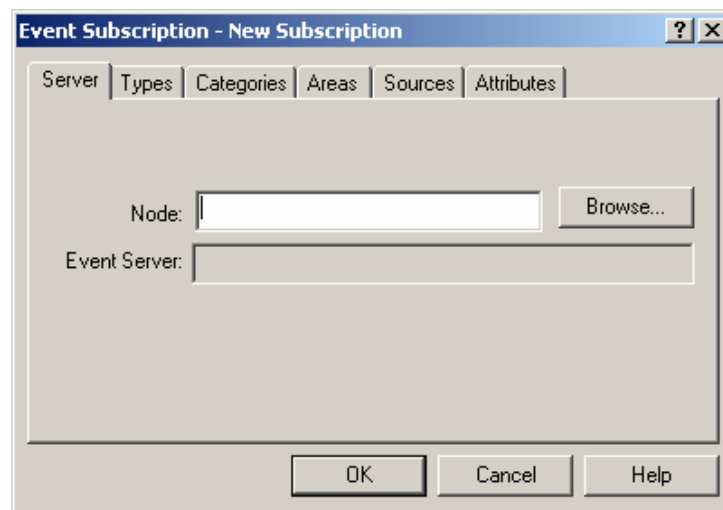 Event Subscription - New Subscription
Server Types Categories Areas Sources Attributes
Node: Browse...
Event Server:
OK Cancel Help